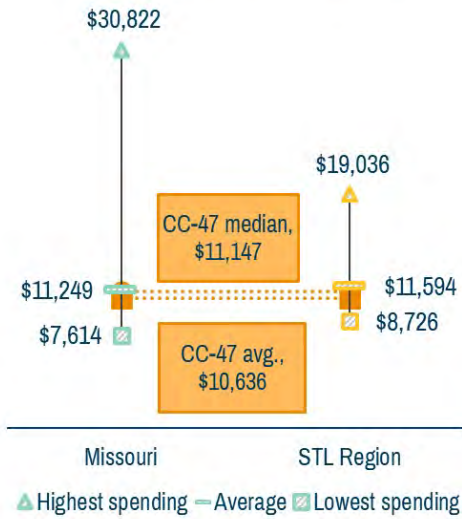 $30,822
$19,036
CC-47 median,
$11,147
$11,249
$11,594
$7,614
$8,726
CC-47 avg.,
$10,636
Missouri
STL Region
Highest spending
Average
Lowest spending